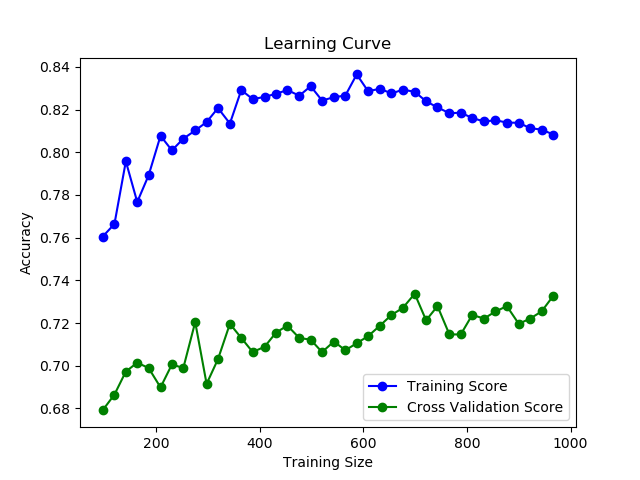 Learning Curve
Accuracy
0.84
0.82
0.80
0.78
0.76
0.74
0.72
0.70
0.68
Training Score
Cross Validation Score
200
400
600
800
1000
Training Size